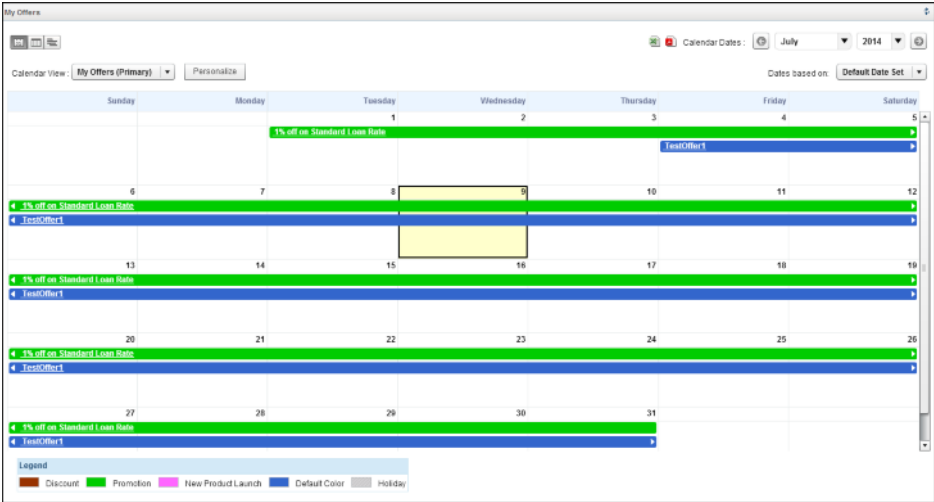 My Offers
Calendar Dates : July 2014
Calendar View : My Offers (Primary) Personalize Dates based on: Default Date Set
Sunday Monday Tuesday Wednesday Thursday Friday Saturday
1 2 3 4 5
1% off on Standard Loan Rate
TestOffer1
6 7 8 9 10 11 12
1% off on Standard Loan Rate
TestOffer1
13 14 15 16 17 18 19
1% off on Standard Loan Rate
TestOffer1
20 21 22 23 24 25 26
1% off on Standard Loan Rate
TestOffer1
27 28 29 30 31
1% off on Standard Loan Rate
TestOffer1
Legend
Discount Promotion New Product Launch Default Color Holiday